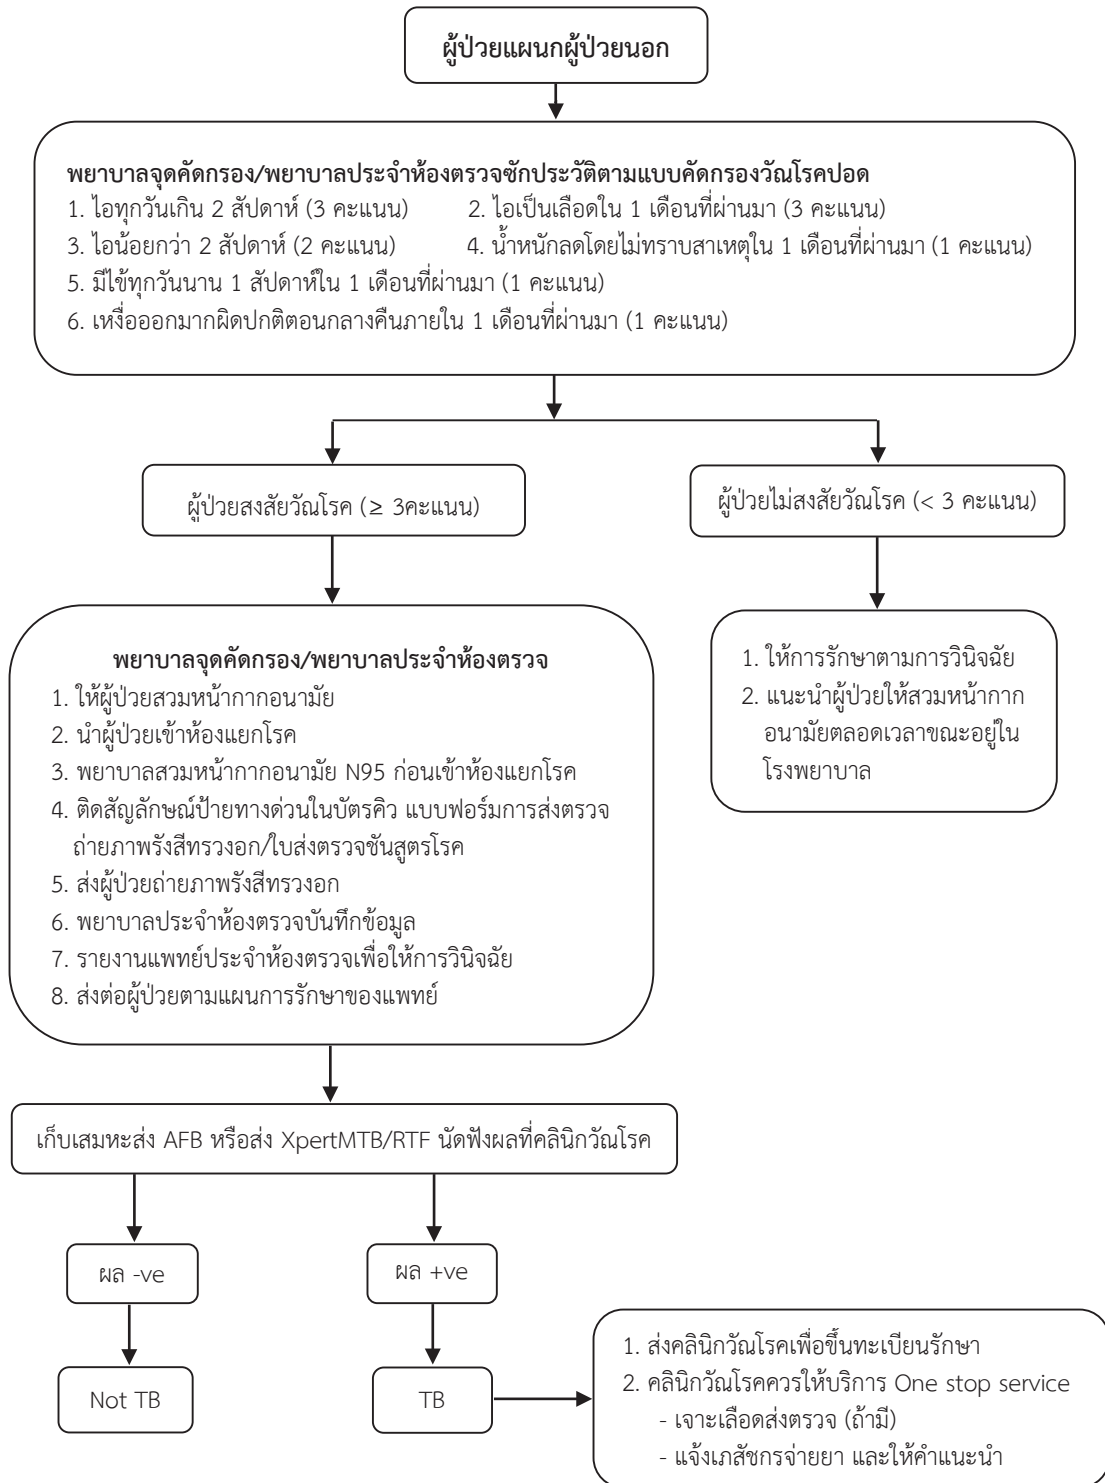 ผู้ป่วยแผนกผู้ป่วยนอก
พยาบาลจุดคัดกรอง/พยาบาลประจำห้องตรวจซักประวัติตามแบบคัดกรองวัณโรคปอด
1. ไอทุกวันเกิน 2 สัปดาห์ (3 คะแนน) 2. ไอเป็นเลือดใน 1 เดือนที่ผ่านมา (3 คะแนน)
3. ไอน้อยกว่า 2 สัปดาห์ (2 คะแนน) 4. น้ำหนักลดโดยไม่ทราบสาเหตุใน 1 เดือนที่ผ่านมา (1 คะแนน)
5. มีไข้ทุกวันนาน 1 สัปดาห์ใน 1 เดือนที่ผ่านมา (1 คะแนน)
6. เหงื่อออกมากผิดปกติตอนกลางคืนภายใน 1 เดือนที่ผ่านมา (1 คะแนน)
ผู้ป่วยสงสัยวัณโรค (≥ 3คะแนน)
ผู้ป่วยไม่สงสัยวัณโรค (< 3 คะแนน)
พยาบาลจุดคัดกรอง/พยาบาลประจำห้องตรวจ
1. ให้ผู้ป่วยสวมหน้ากากอนามัย
2. นำผู้ป่วยเข้าห้องแยกโรค
3. พยาบาลสวมหน้ากากอนามัย N95 ก่อนเข้าห้องแยกโรค
4. ติดสัญลักษณ์ป้ายทางด่วนในบัตรคิว แบบฟอร์มการส่งตรวจ
ถ่ายภาพรังสีทรวงอก/ใบส่งตรวจชันสูตรโรค
5. ส่งผู้ป่วยถ่ายภาพรังสีทรวงอก
6. พยาบาลประจำห้องตรวจบันทึกข้อมูล
7. รายงานแพทย์ประจำห้องตรวจเพื่อให้การวินิจฉัย
8. ส่งต่อผู้ป่วยตามแผนการรักษาของแพทย์
1. ให้การรักษาตามการวินิจฉัย
2. แนะนำผู้ป่วยให้สวมหน้ากาก
อนามัยตลอดเวลาขณะอยู่ใน
โรงพยาบาล
เก็บเสมหะส่ง AFB หรือส่ง XpertMTB/RTF นัดฟังผลที่คลินิกวัณโรค
ผล -ve
ผล +ve
Not TB
TB
1. ส่งคลินิกวัณโรคเพื่อขึ้นทะเบียนรักษา
2. คลินิกวัณโรคควรให้บริการ One stop service
- เจาะเลือดส่งตรวจ (ถ้ามี)
- แจ้งเภสัชกรจ่ายยา และให้คำแนะนำ